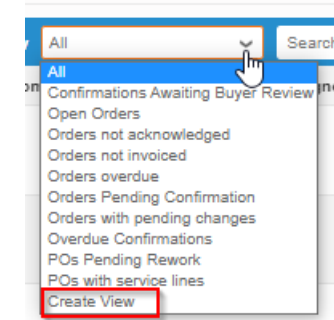 All
Search
All
Confirmations Awaiting Buyer Review
Open Orders
Orders not acknowledged
Orders not invoiced
Orders overdue
Orders Pending Confirmation
Orders with pending changes
Overdue Confirmations
POs Pending Rework
POs with service lines
Create View